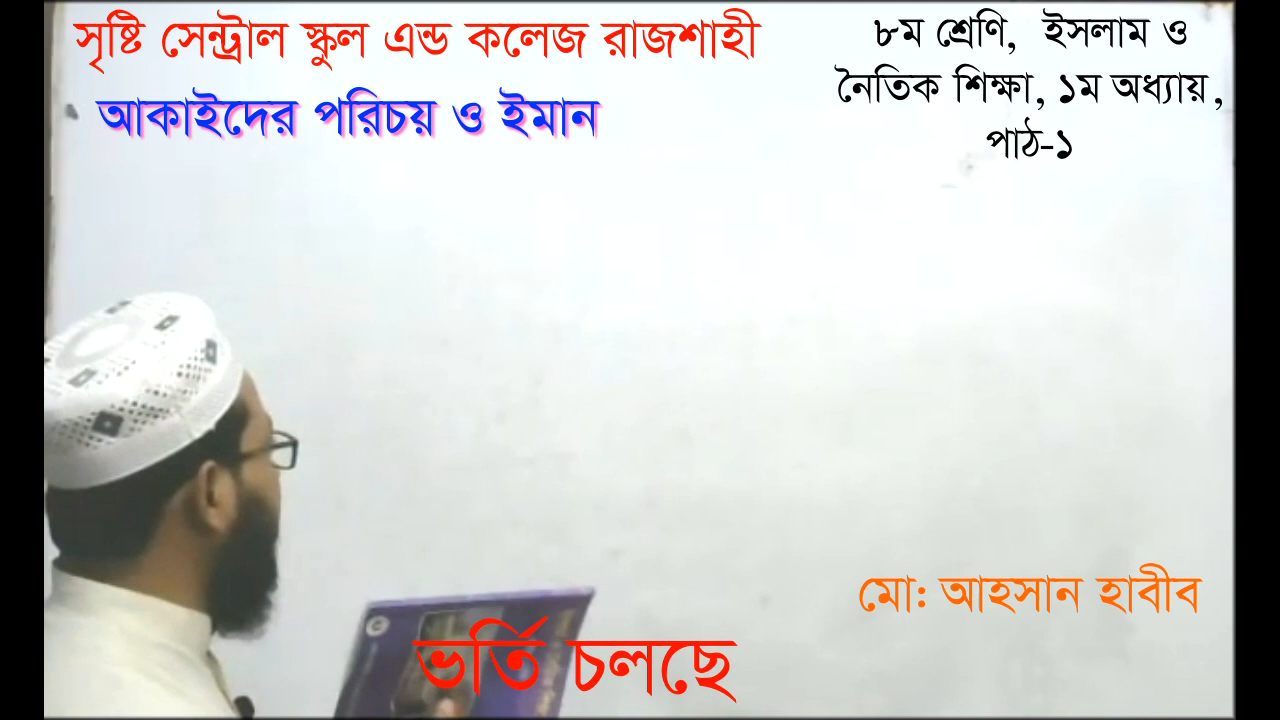 সৃষ্টি সেন্ট্রাল স্কুল এন্ড কলেজ রাজশাহী
আকাইদের পরিচয় ও ইমান
৮ম শ্রেণি, ইসলাম ও
নৈতিক শিক্ষা, ১ম অধ্যায়,
পাঠ-১
মো: আহসান হাবীব
ভর্তি চলছে